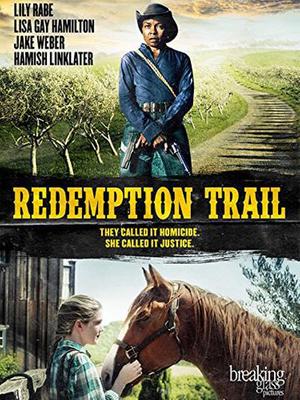 LILY RABE
LISA GAY HAMILTON
JAKE WEBER
HAMISH LINKLATER
REDEMPTION TRAIL
THEY CALLED IT HOMICIDE.
SHE CALLED IT JUSTICE.
breaking
glass
pictures